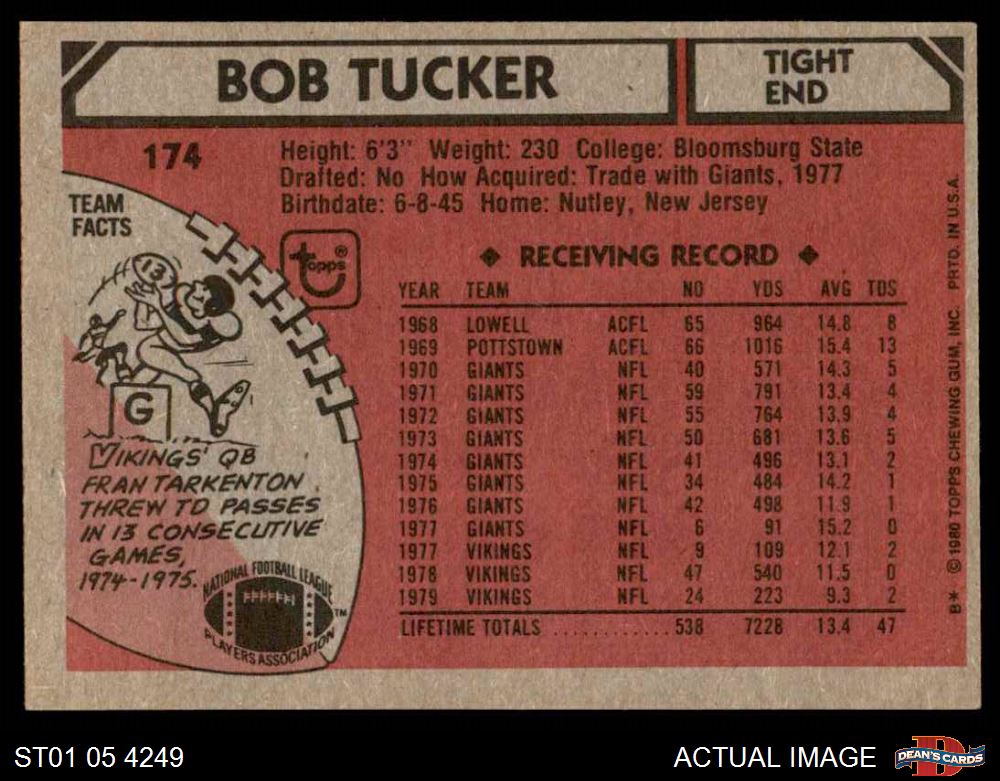 BOB TUCKER
TIGHT
END
174
Height: 6'3" Weight: 230 College: Bloomsburg State
Drafted: No How Acquired: Trade with Giants, 1977
Birthdate: 6-8-45 Home: Nutley, New Jersey
TEAM
FACTS
13
G
VIKINGS' QB
FRAN TARKENTON
THREW TD PASSES
IN 13 CONSECUTIVE
GAMES,
1974-1975.
NATIONAL FOOTBALL LEAGUE
PLAYERS ASSOCIATION
TM
topps®
◆ RECEIVING RECORD ◆
YEAR TEAM NO YDS AVG TDS
1968 LOWELL ACFL 65 964 14.8 8
1969 POTTSTOWN ACFL 66 1016 15.4 13
1970 GIANTS NFL 40 571 14.3 5
1971 GIANTS NFL 59 791 13.4 4
1972 GIANTS NFL 55 764 13.9 4
1973 GIANTS NFL 50 681 13.6 5
1974 GIANTS NFL 41 496 13.1 2
1975 GIANTS NFL 34 484 14.2 1
1976 GIANTS NFL 42 498 11.9 1
1977 GIANTS NFL 6 91 15.2 0
1977 VIKINGS NFL 9 109 12.1 2
1978 VIKINGS NFL 47 540 11.5 0
1979 VIKINGS NFL 24 223 9.3 2
LIFETIME TOTALS ............ 538 7228 13.4 47
B* © 1980 TOPPS CHEWING GUM, INC. PRTD. IN U.S.A.
ST01 05 4249
ACTUAL IMAGE
D
DEAN'S CARDS